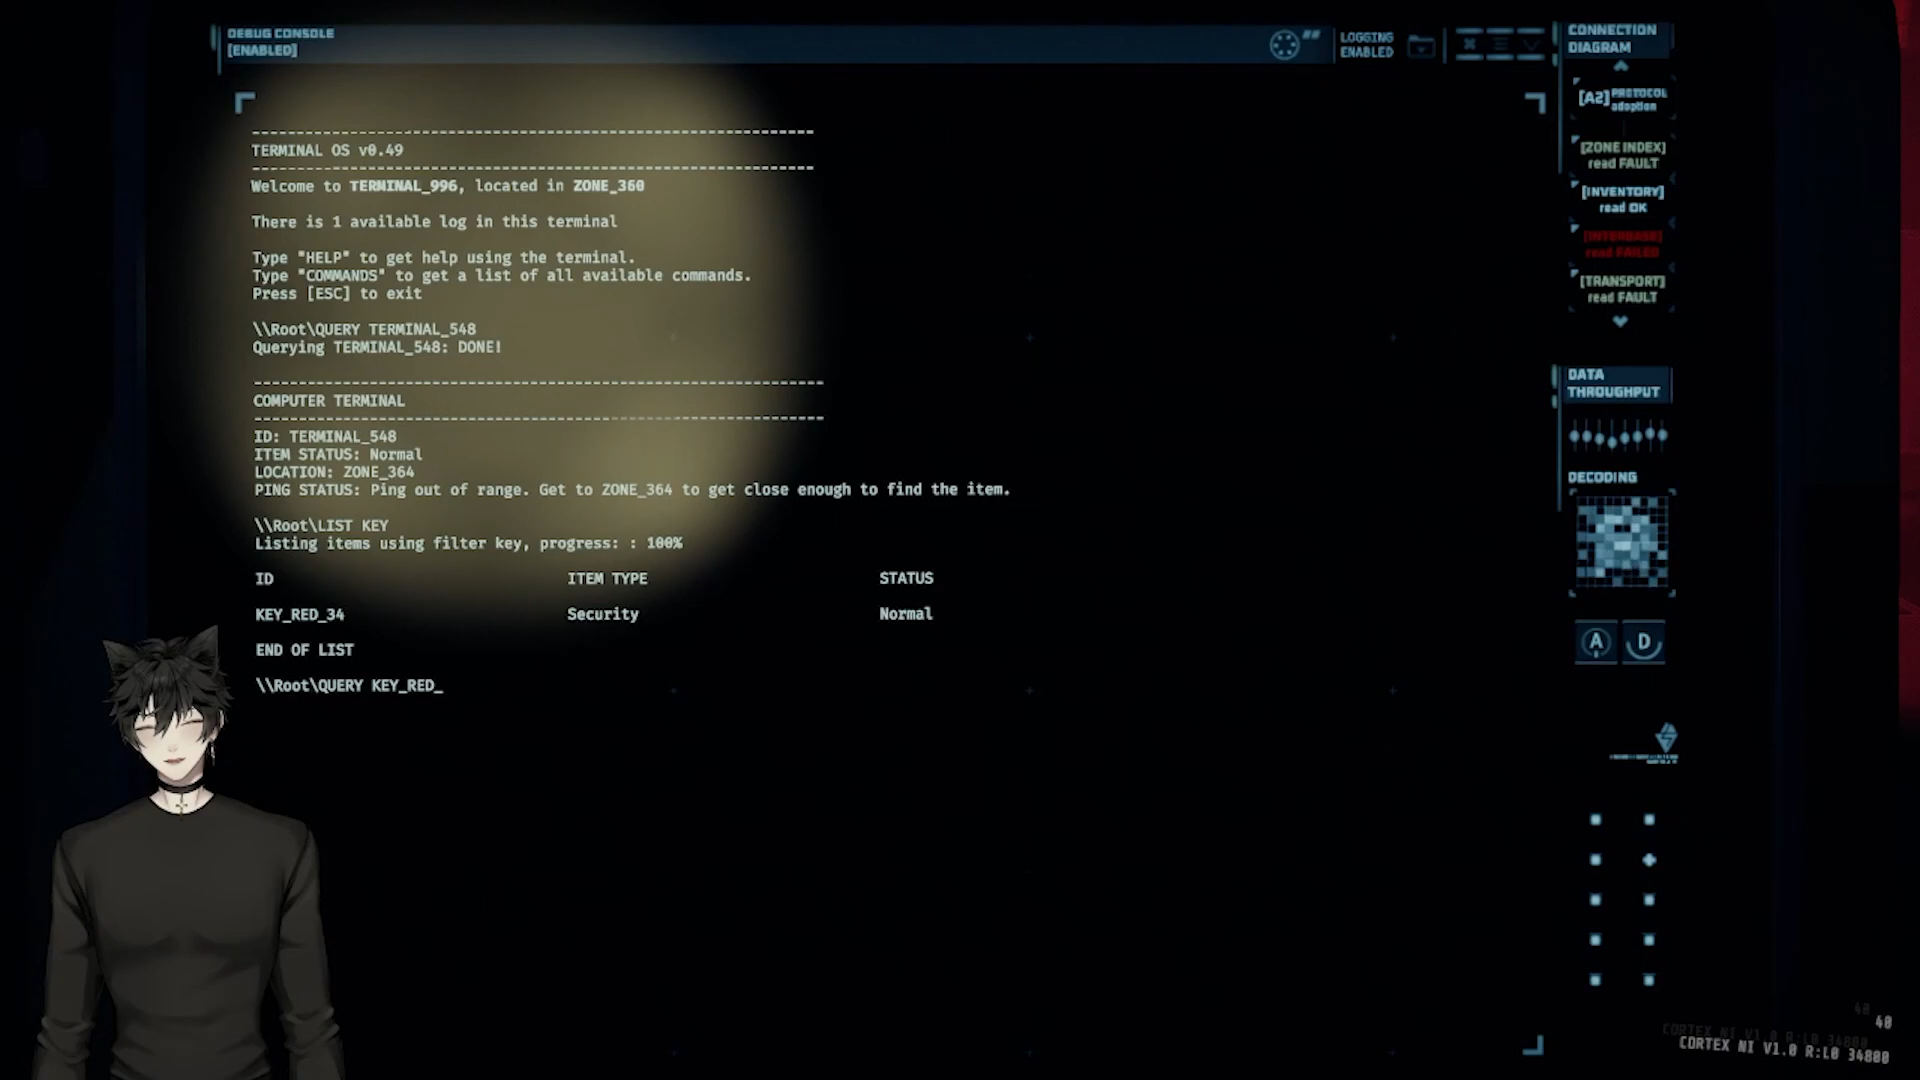 DEBUG CONSOLE
[ENABLED]
LOGGING
ENABLED
--------------------------------------------------------------
TERMINAL OS v0.49
--------------------------------------------------------------
Welcome to TERMINAL_996, located in ZONE_360
There is 1 available log in this terminal
Type "HELP" to get help using the terminal.
Type "COMMANDS" to get a list of all available commands.
Press [ESC] to exit
\\Root\QUERY TERMINAL_548
Querying TERMINAL_548: DONE!
--------------------------------------------------------------
COMPUTER TERMINAL
--------------------------------------------------------------
ID: TERMINAL_548
ITEM STATUS: Normal
LOCATION: ZONE_364
PING STATUS: Ping out of range. Get to ZONE_364 to get close enough to find the item.
\\Root\LIST KEY
Listing items using filter key, progress: : 100%
ID ITEM TYPE STATUS
KEY_RED_34 Security Normal
END OF LIST
\\Root\QUERY KEY_RED_
CONNECTION
DIAGRAM
[A2] PROTOCOL
adoption
[ZONE INDEX]
read FAULT
[INVENTORY]
read OK
[INTERBASE]
read FAILED
[TRANSPORT]
read FAULT
DATA
THROUGHPUT
DECODING
A D
40
CORTEX NI V1.0 R:L0 34800